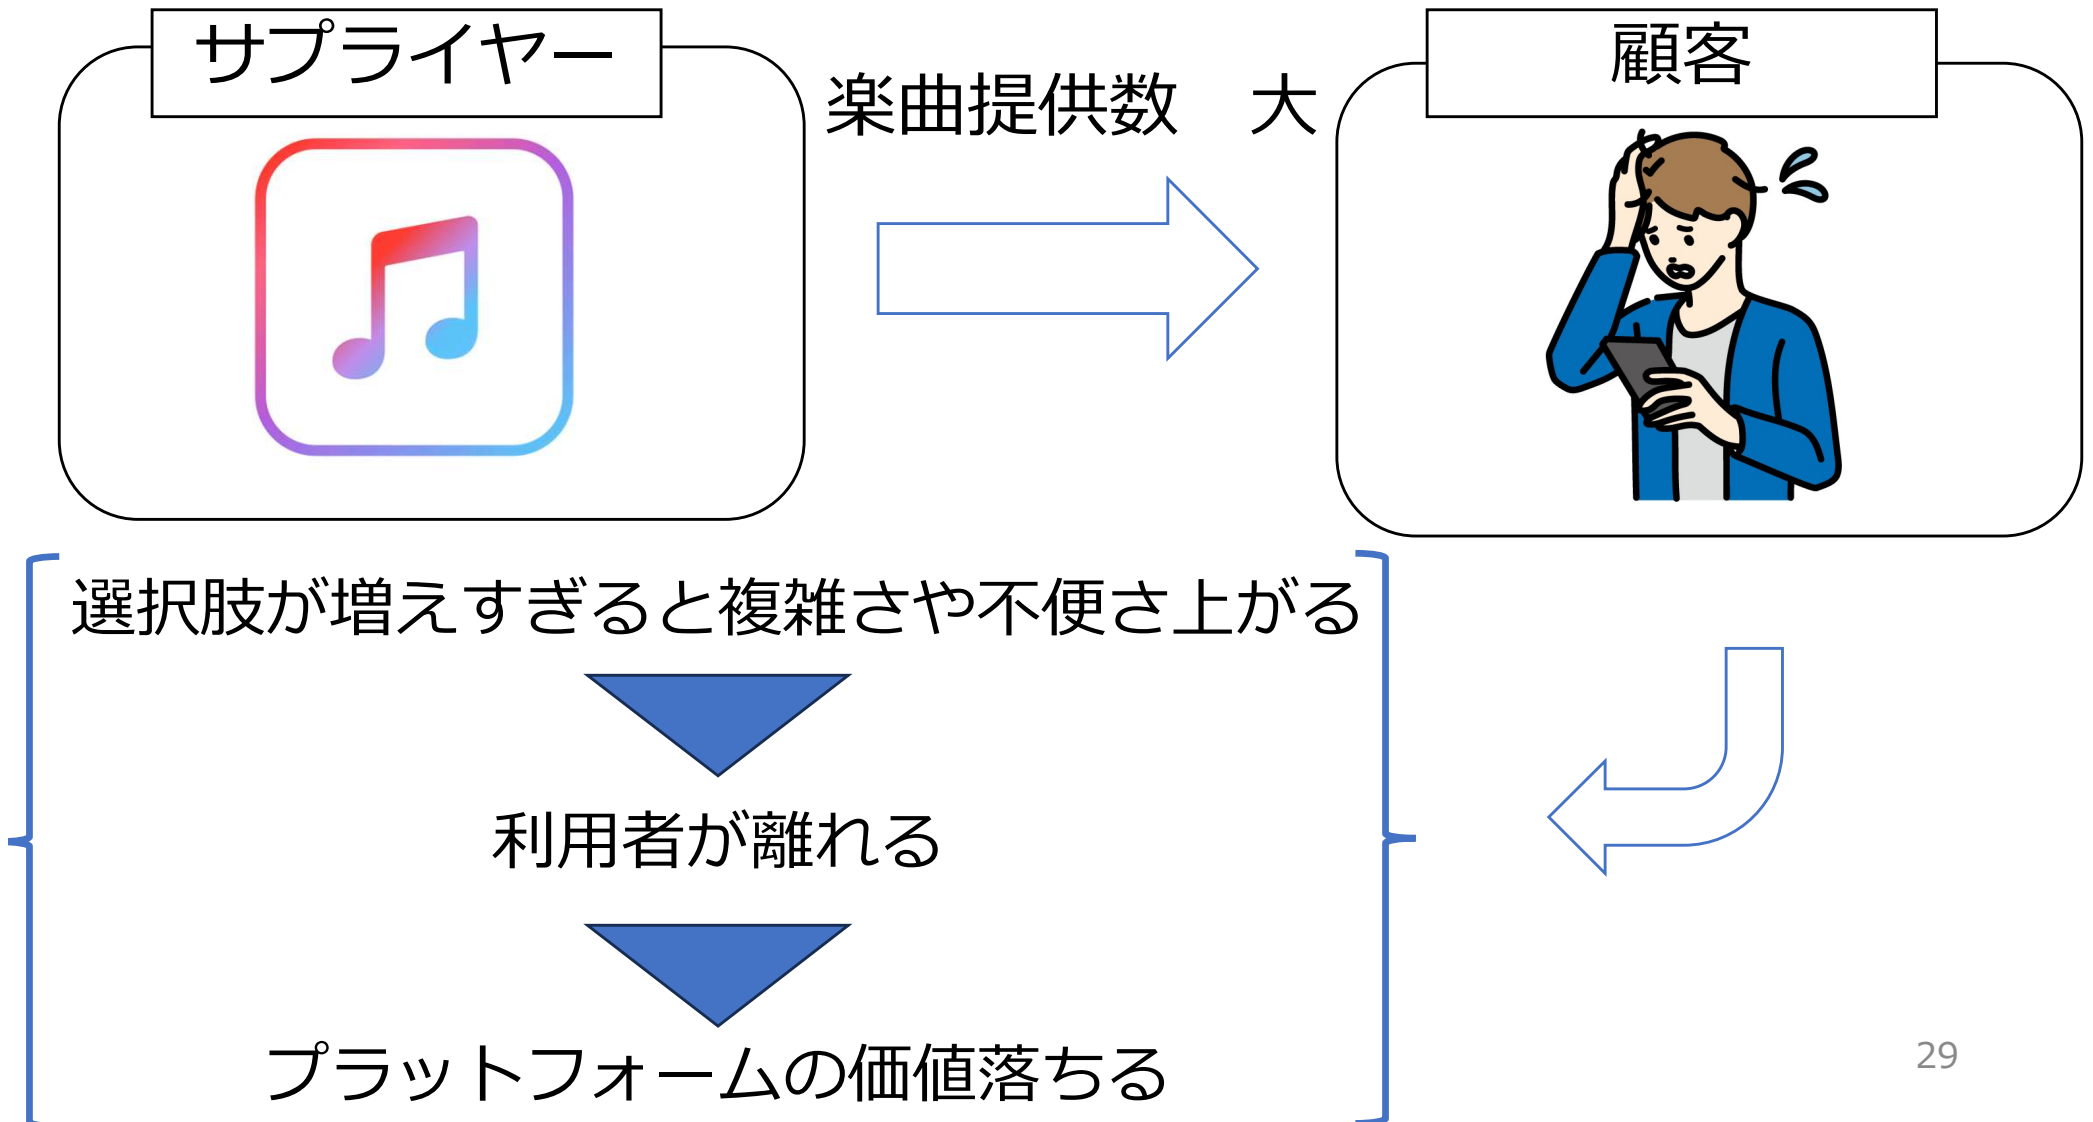 サプライヤー
楽曲提供数　大
顧客
選択肢が増えすぎると複雑さや不便さ上がる
利用者が離れる
プラットフォームの価値落ちる
29